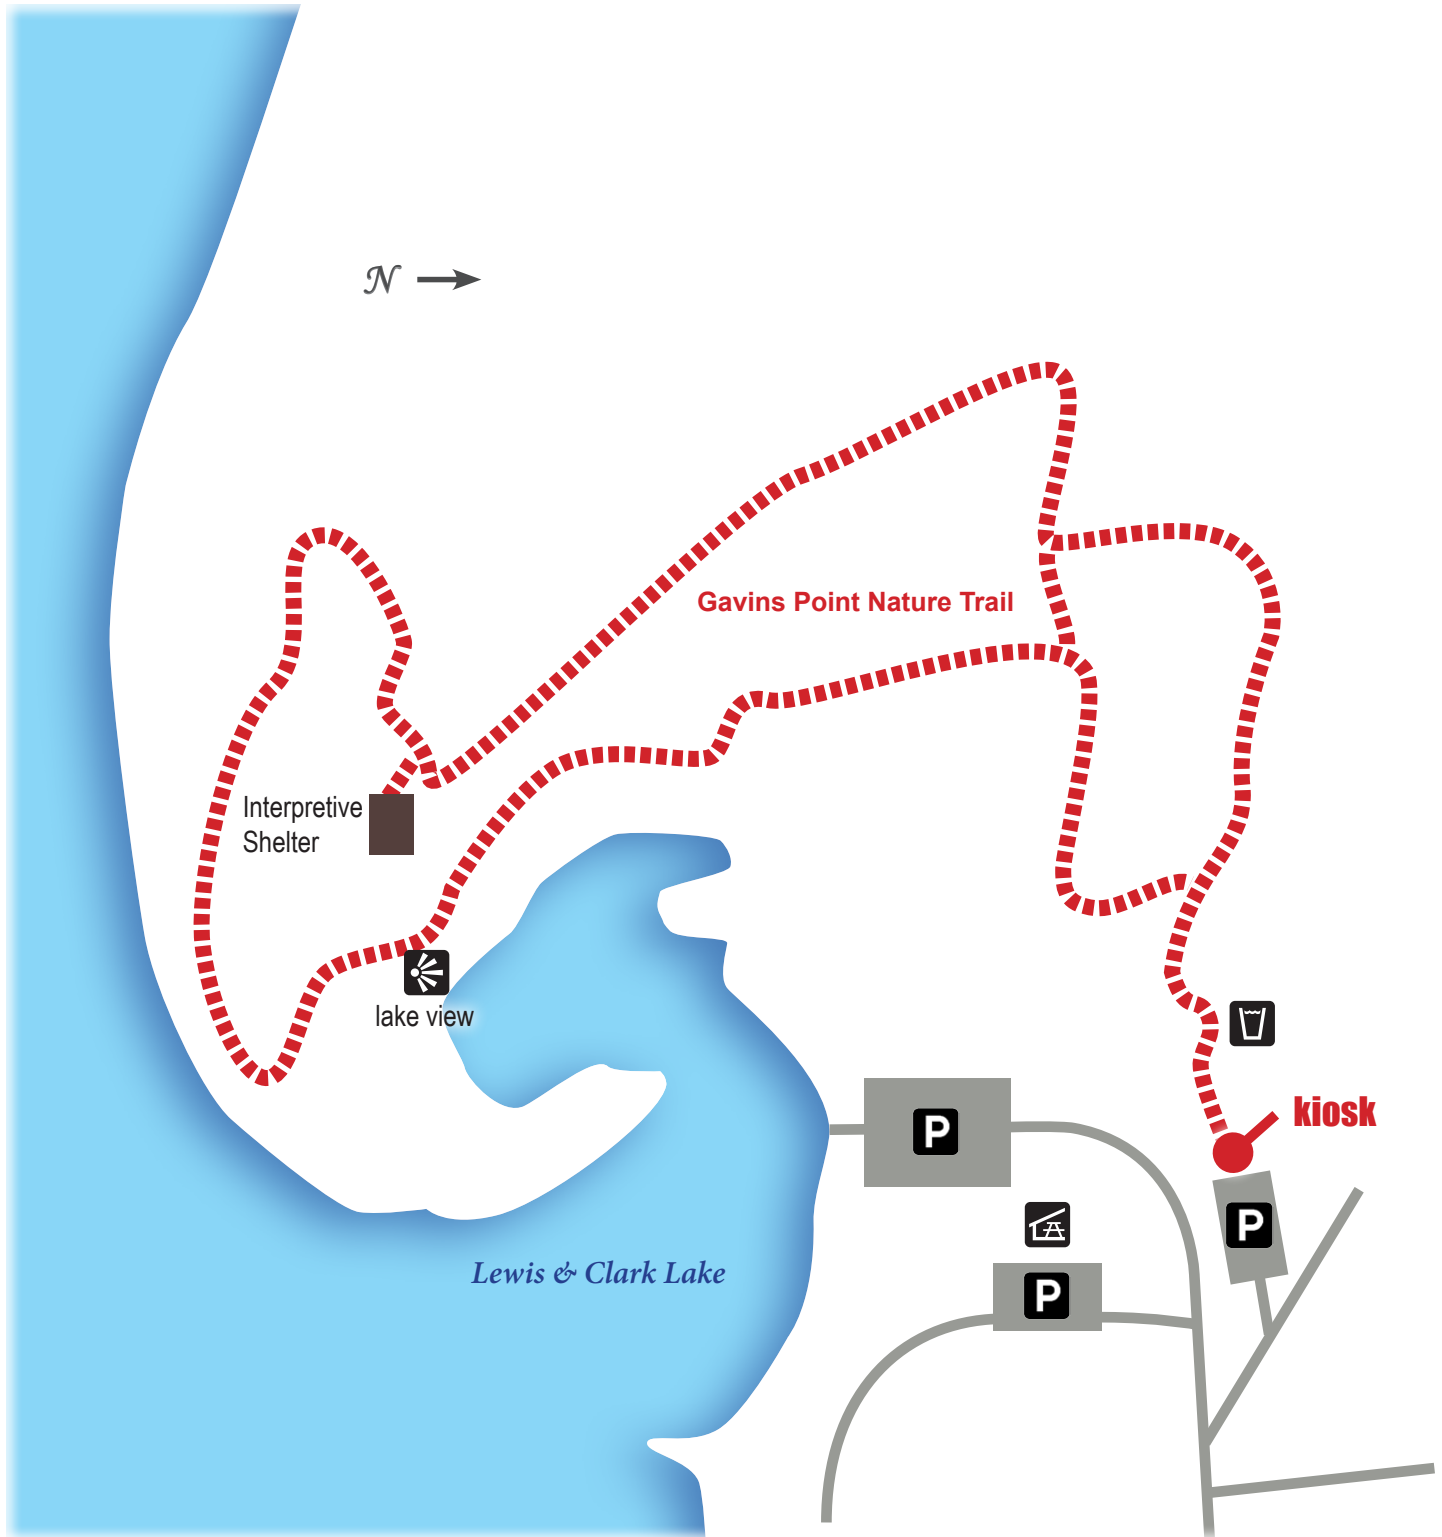 N
Gavins Point Nature Trail
Interpretive
Shelter
lake view
kiosk
P
P
Lewis & Clark Lake
P